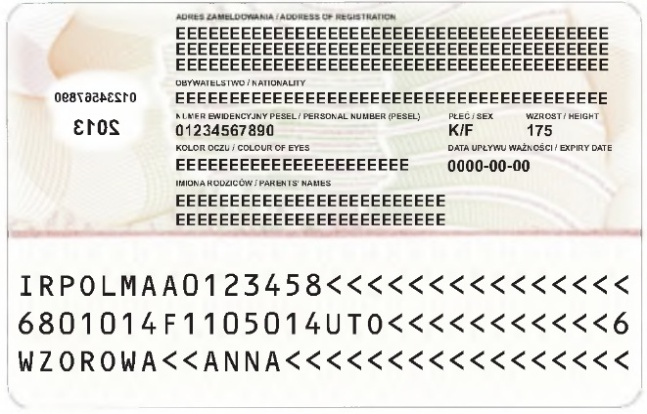 ADRES ZAMELDOWANIA / ADDRESS OF REGISTRATION
EEEEEEEEEEEEEEEEEEEEEEEEEEEEEEEEEEEEEEEE
EEEEEEEEEEEEEEEEEEEEEEEEEEEEEEEEEEEEEEEE
EEEEEEEEEEEEEEEEEEEEEEEEEEEEEEEEEEEEEEEE
OBYWATELSTWO / NATIONALITY
EEEEEEEEEEEEEEEEEEEEEEEEEEEEEEEEEEEEEEEE
01234567890
2013
NUMER EWIDENCYJNY PESEL / PERSONAL NUMBER (PESEL) PŁEĆ / SEX WZROST / HEIGHT
01234567890 K/F 175
KOLOR OCZU / COLOUR OF EYES DATA UPŁYWU WAŻNOŚCI / EXPIRY DATE
EEEEEEEEEEEEEEEEEEEEEE 0000-00-00
IMIONA RODZICÓW / PARENTS' NAMES
EEEEEEEEEEEEEEEEEEEEEEEEE
EEEEEEEEEEEEEEEEEEEEEEEEE
IRPOLMAA0123458<<<<<<<<<<<<<<<
6801014F1105014UTO<<<<<<<<<<<6
WZOROWA<<ANNA<<<<<<<<<<<<<<<<<